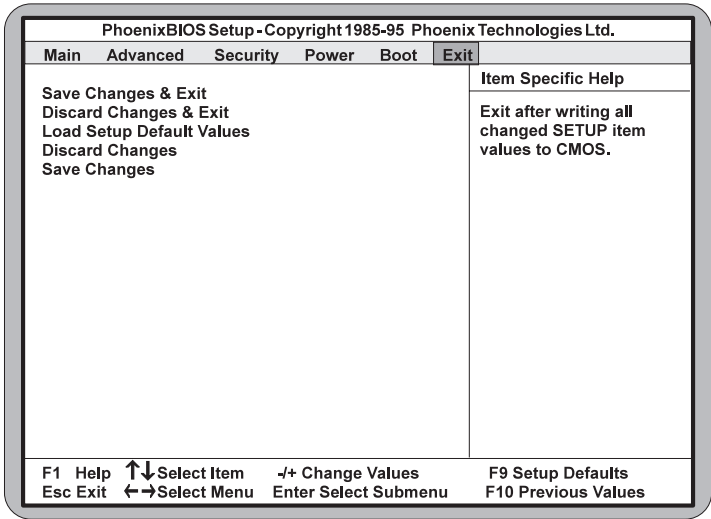 PhoenixBIOS Setup - Copyright 1985-95 Phoenix Technologies Ltd.
Main Advanced Security Power Boot Exit
Save Changes & Exit
Discard Changes & Exit
Load Setup Default Values
Discard Changes
Save Changes
Item Specific Help
Exit after writing all
changed SETUP item
values to CMOS.
F1 Help ↑↓ Select Item -/+ Change Values F9 Setup Defaults
Esc Exit ←→ Select Menu Enter Select Submenu F10 Previous Values